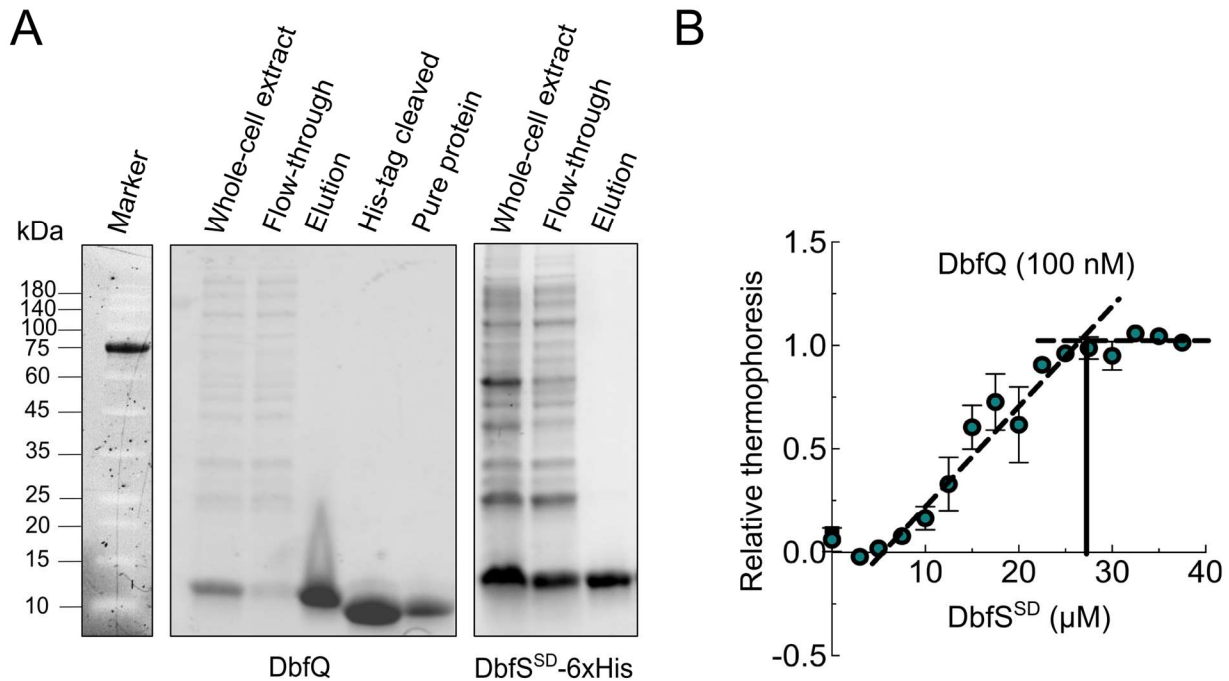 A
B
Marker
Whole-cell extract
Flow-through
Elution
His-tag cleaved
Pure protein
Whole-cell extract
Flow-through
Elution
kDa
180
140
100
75
60
45
35
25
20
15
10
DbfQ
DbfS^SD-6xHis
DbfQ (100 nM)
Relative thermophoresis
1.5
1.0
0.5
0.0
-0.5
10
20
30
40
DbfS^SD (µM)